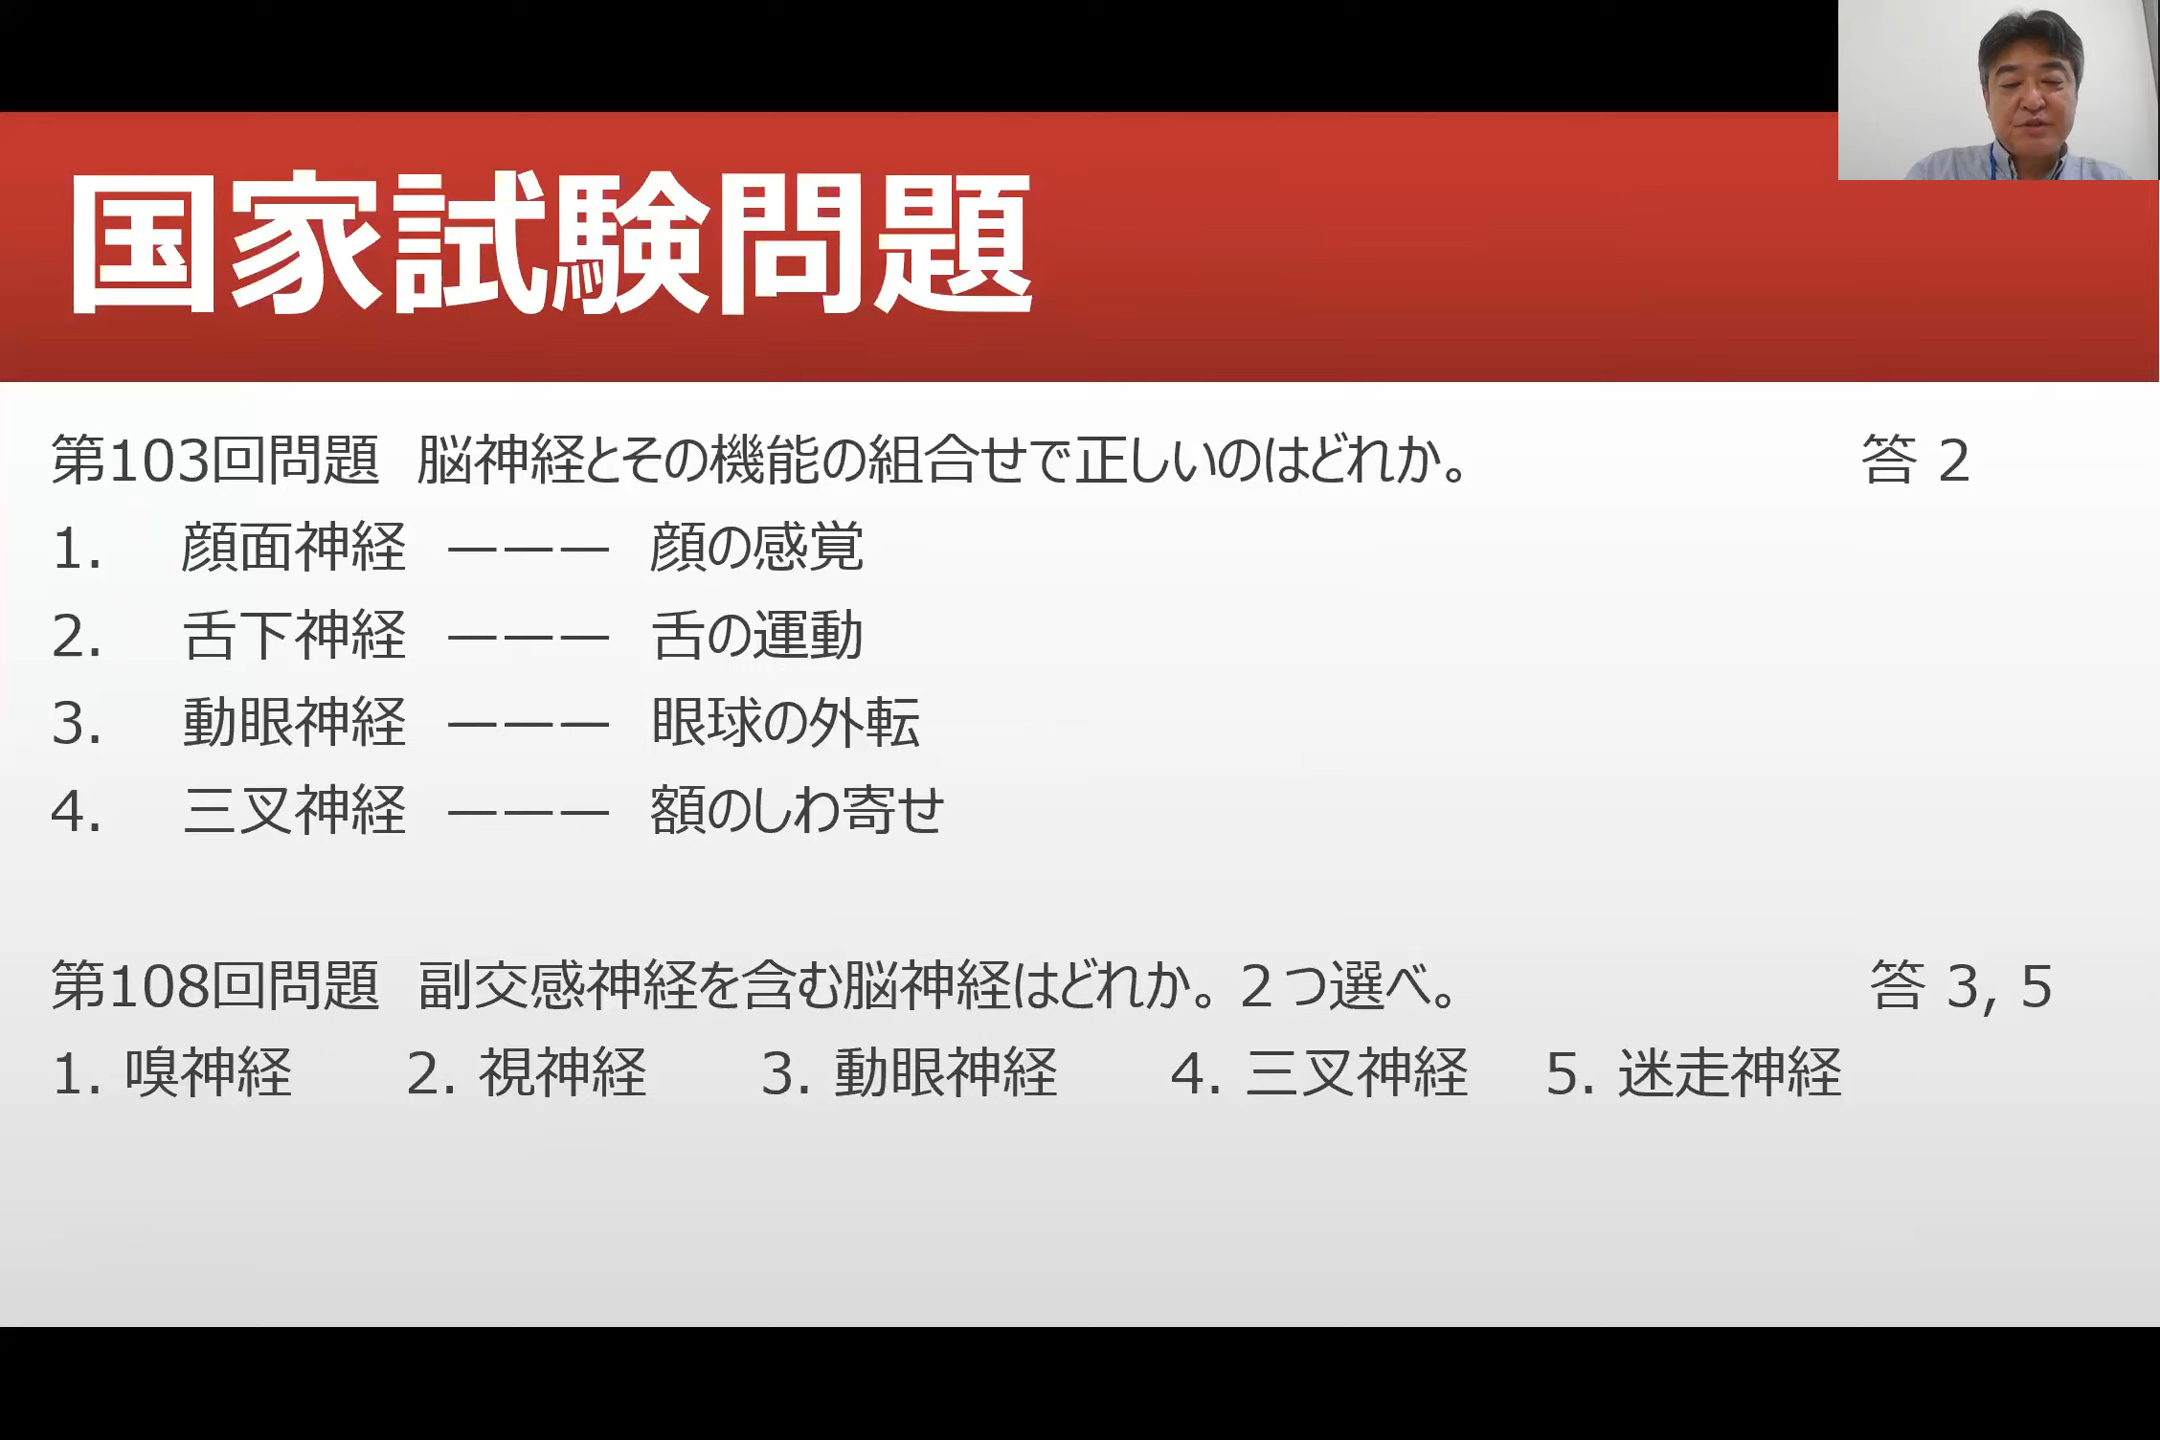 国家試験問題
第103回問題　脳神経とその機能の組合せで正しいのはどれか。　答 2
1.　顔面神経　―――　顔の感覚
2.　舌下神経　―――　舌の運動
3.　動眼神経　―――　眼球の外転
4.　三叉神経　―――　額のしわ寄せ
第108回問題　副交感神経を含む脳神経はどれか。２つ選べ。　答 3, 5
1. 嗅神経　2. 視神経　3. 動眼神経　4. 三叉神経　5. 迷走神経